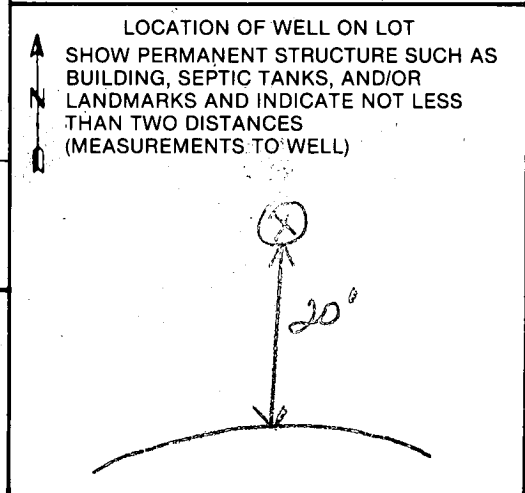 LOCATION OF WELL ON LOT
SHOW PERMANENT STRUCTURE SUCH AS
BUILDING, SEPTIC TANKS, AND/OR
N LANDMARKS AND INDICATE NOT LESS
THAN TWO DISTANCES
(MEASUREMENTS TO WELL)
20'